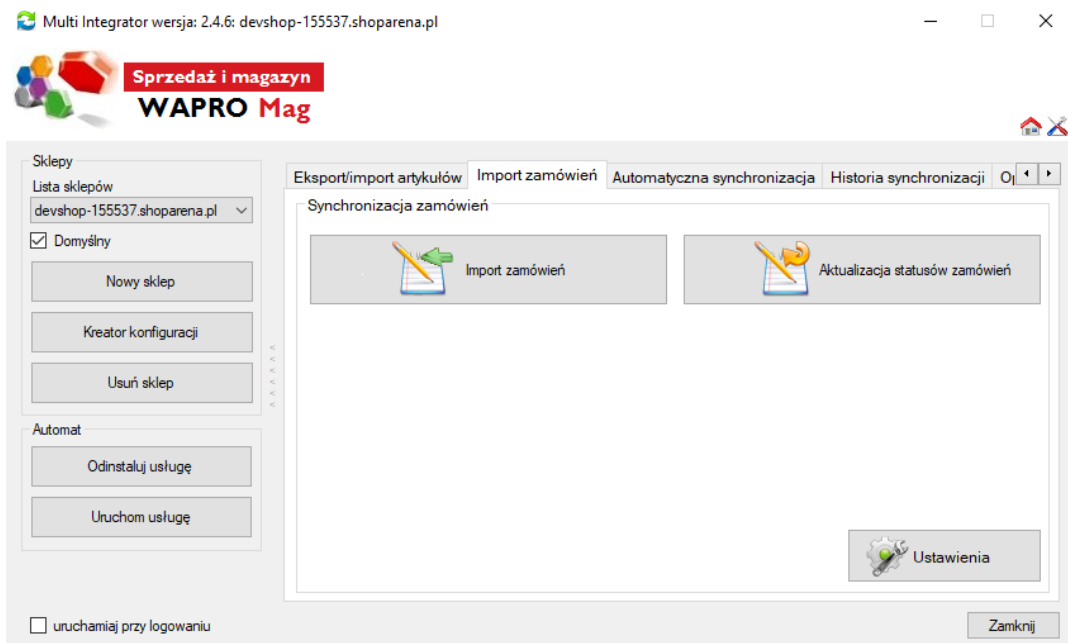 Multi Integrator wersja: 2.4.6: devshop-155537.shoparena.pl
Sprzedaż i magazyn
WAPRO Mag
Sklepy
Lista sklepów
devshop-155537.shoparena.pl
Domyślny
Nowy sklep
Kreator konfiguracji
Usuń sklep
Automat
Odinstaluj usługę
Uruchom usługę
uruchamiaj przy logowaniu
Eksport/import artykułów Import zamówień Automatyczna synchronizacja Historia synchronizacji
Synchronizacja zamówień
Import zamówień
Aktualizacja statusów zamówień
Ustawienia
Zamknij